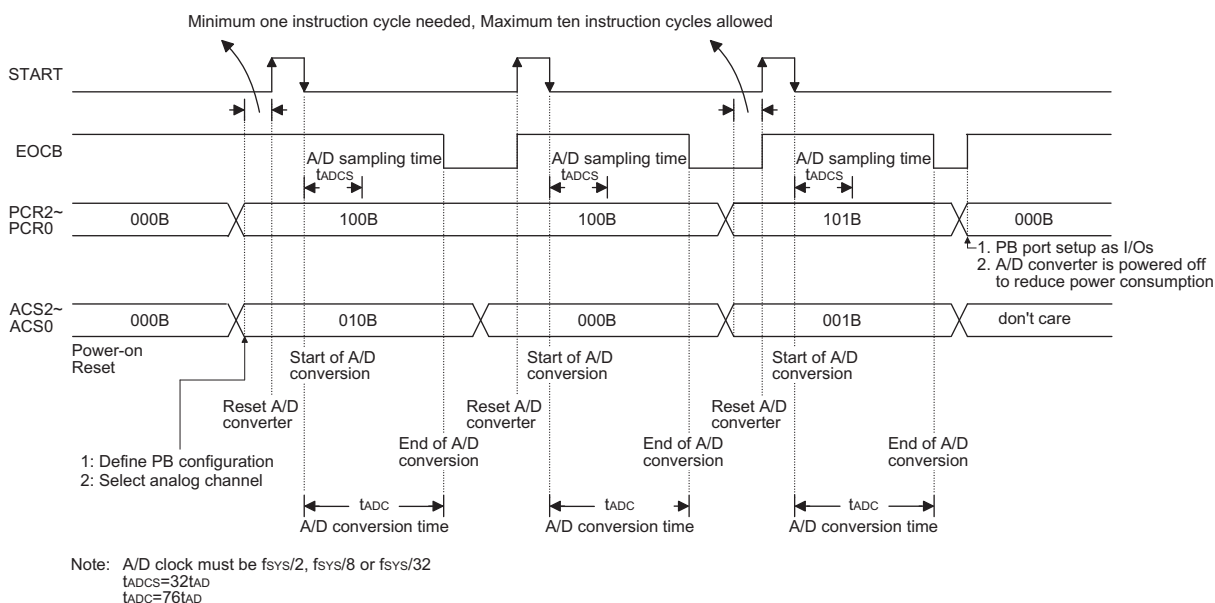 Minimum one instruction cycle needed, Maximum ten instruction cycles allowed
START
EOCB
A/D sampling time
tADCS
A/D sampling time
tADCS
A/D sampling time
tADCS
PCR2~
PCR0
000B
100B
100B
101B
000B
1. PB port setup as I/Os
2. A/D converter is powered off
to reduce power consumption
ACS2~
ACS0
000B
010B
000B
001B
don't care
Power-on
Reset
Start of A/D
conversion
Start of A/D
conversion
Start of A/D
conversion
Reset A/D
converter
Reset A/D
converter
Reset A/D
converter
End of A/D
conversion
End of A/D
conversion
End of A/D
conversion
1: Define PB configuration
2: Select analog channel
tADC
A/D conversion time
tADC
A/D conversion time
tADC
A/D conversion time
Note: A/D clock must be fSYS/2, fSYS/8 or fSYS/32
tADCS=32tAD
tADC=76tAD